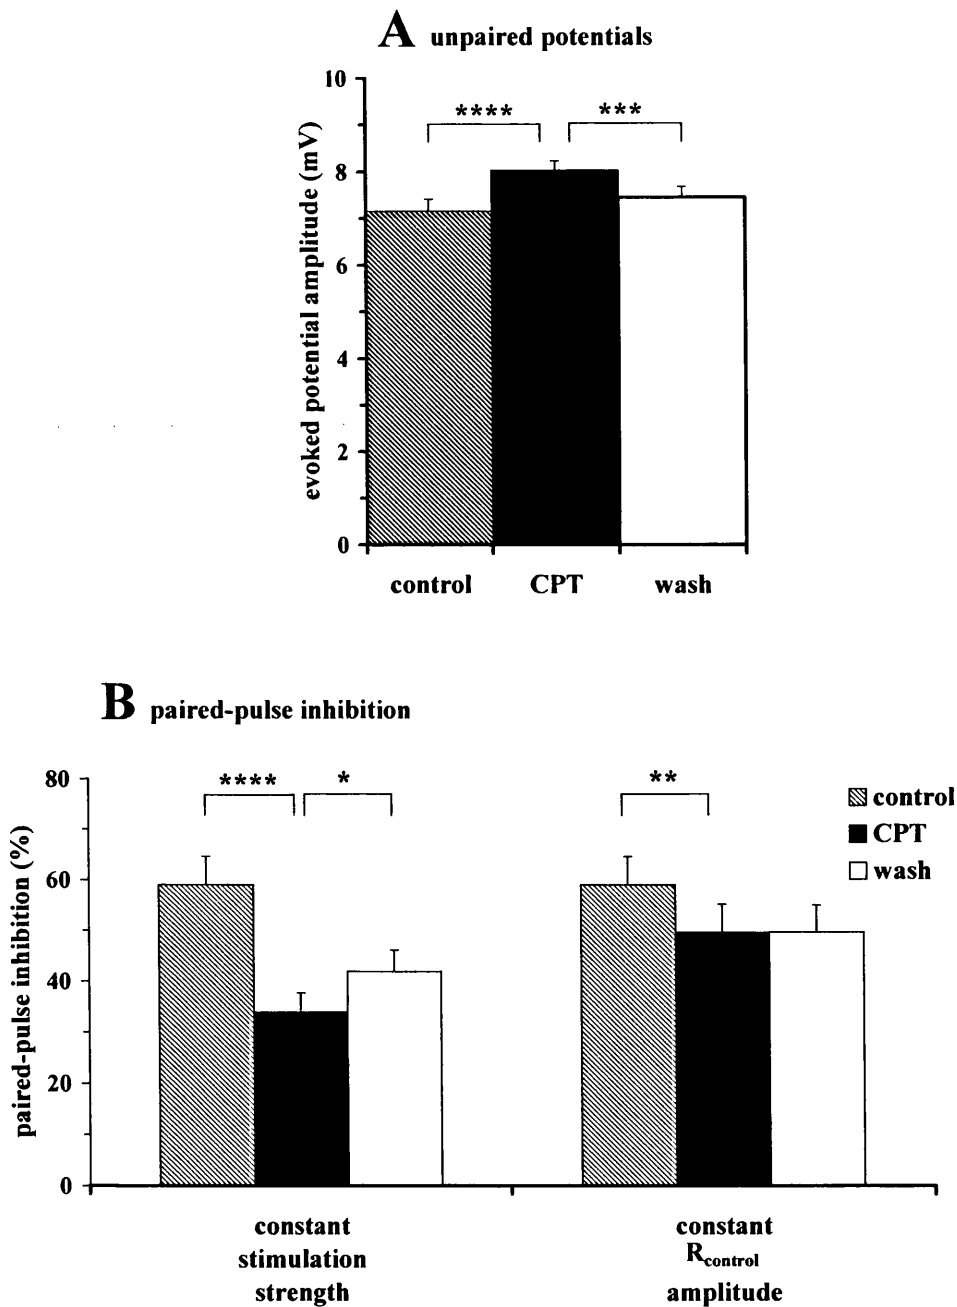 A unpaired potentials
10
8
6
4
2
0
evoked potential amplitude (mV)
**** ***
control CPT wash
B paired-pulse inhibition
80
60
40
20
0
paired-pulse inhibition (%)
**** * **
control
CPT
wash
constant
stimulation
strength
constant
Rcontrol
amplitude